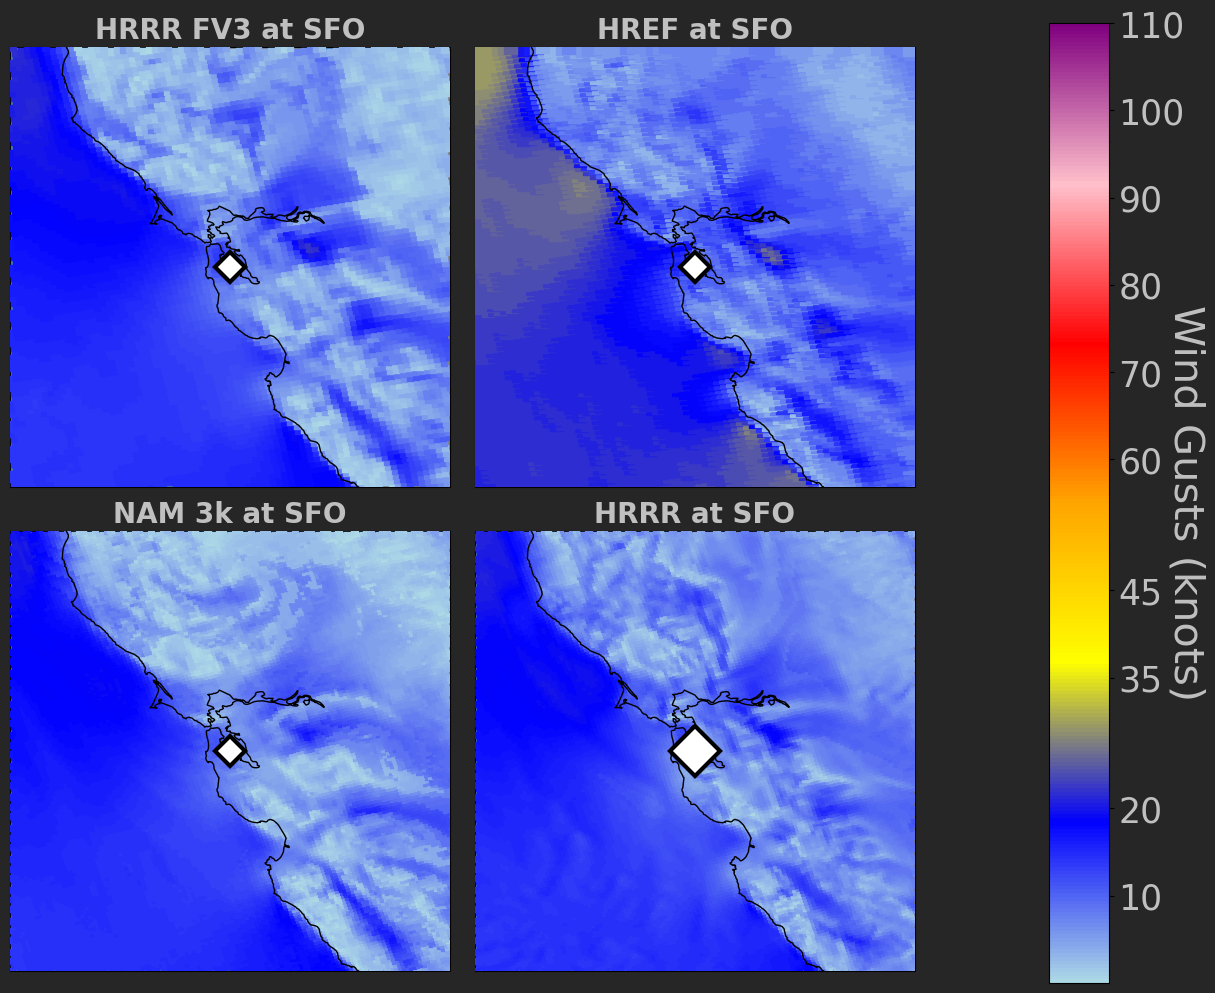 HRRR FV3 at SFO
HREF at SFO
NAM 3k at SFO
HRRR at SFO
110
100
90
80
70
60
45
35
20
10
Wind Gusts (knots)